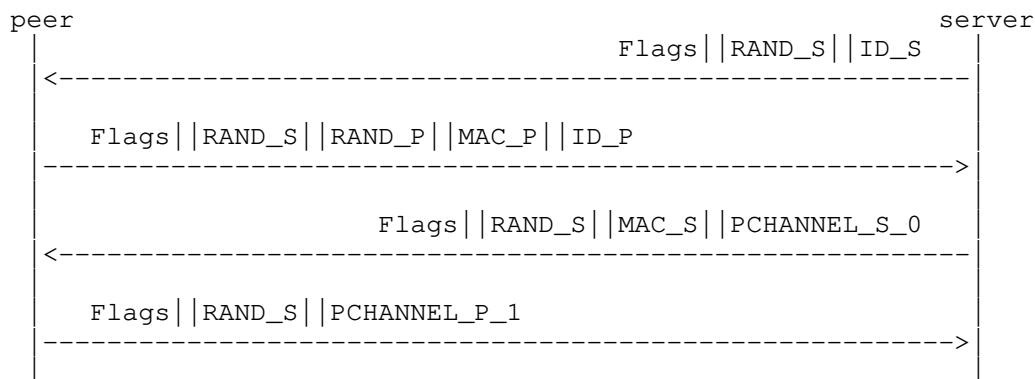 peer server
Flags||RAND_S||ID_S
Flags||RAND_S||RAND_P||MAC_P||ID_P
Flags||RAND_S||MAC_S||PCHANNEL_S_0
Flags||RAND_S||PCHANNEL_P_1